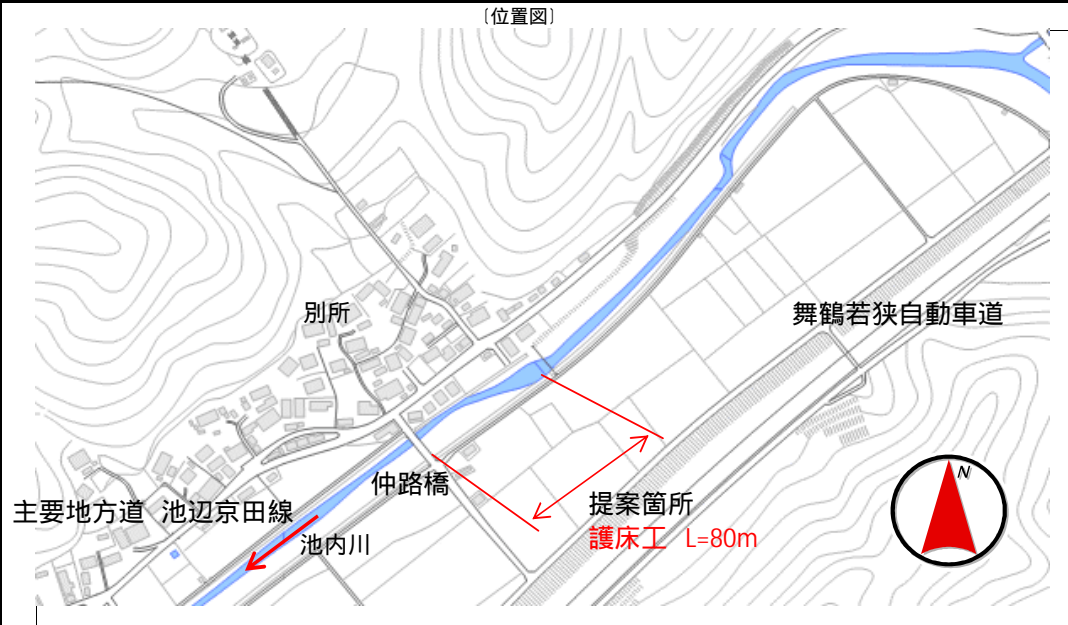 ［位置図］
別所
舞鶴若狭自動車道
仲路橋
提案箇所
護床工 L=80m
主要地方道 池辺京田線
池内川
N